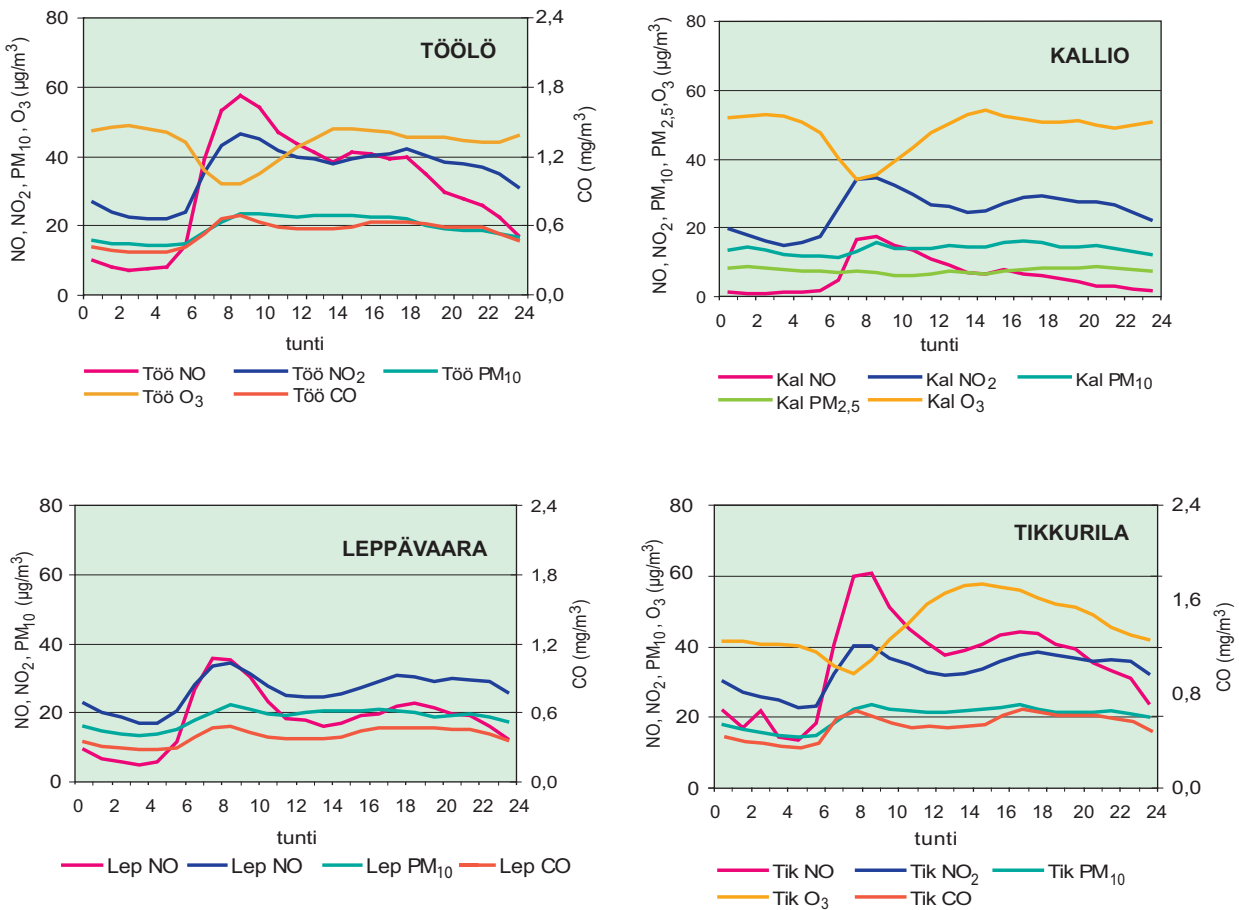 TÖÖLÖ
NO, NO2, PM10, O3 (µg/m3)
80
60
40
20
0
2,4
1,8
1,2
0,6
0,0
CO (mg/m3)
0 2 4 6 8 10 12 14 16 18 20 22 24
tunti
Töö NO Töö NO2 Töö PM10
Töö O3 Töö CO
KALLIO
NO, NO2, PM10, PM2,5,O3 (µg/m3)
80
60
40
20
0
0 2 4 6 8 10 12 14 16 18 20 22 24
tunti
Kal NO Kal NO2 Kal PM10
Kal PM2,5 Kal O3
LEPPÄVAARA
NO, NO2, PM10 (µg/m3)
80
60
40
20
0
2,4
1,8
1,2
0,6
0,0
CO (mg/m3)
0 2 4 6 8 10 12 14 16 18 20 22 24
tunti
Lep NO Lep NO Lep PM10 Lep CO
TIKKURILA
NO, NO2, PM10, O3 (µg/m3)
80
60
40
20
0
2,4
1,6
0,8
0,0
CO (mg/m3)
0 2 4 6 8 10 12 14 16 18 20 22 24
tunti
Tik NO Tik NO2 Tik PM10
Tik O3 Tik CO